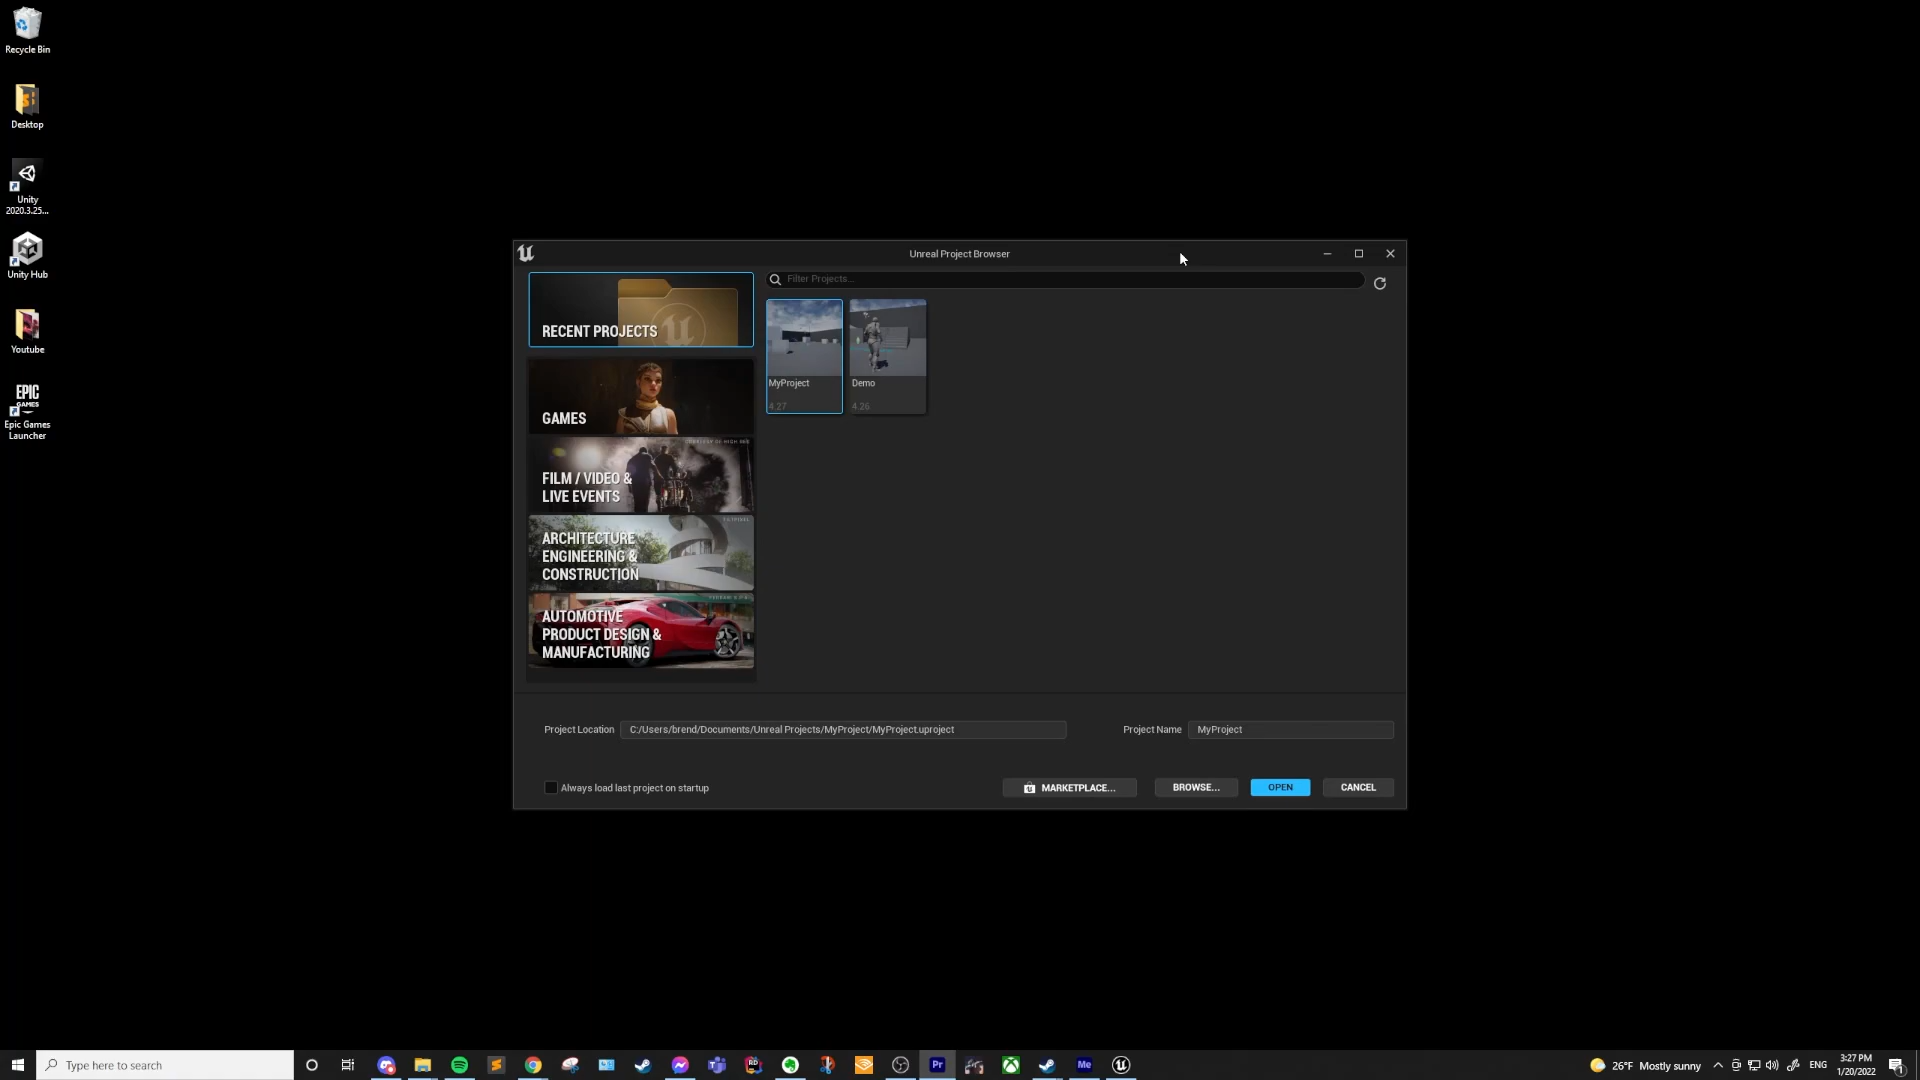 Recycle Bin
Desktop
Unity
2020.3.25...
Unity Hub
Youtube
EPIC
GAMES
Epic Games
Launcher
Unreal Project Browser
RECENT PROJECTS
Filter Projects...
MyProject
4.27
Demo
4.26
GAMES
FILM / VIDEO &
LIVE EVENTS
ARCHITECTURE
ENGINEERING &
CONSTRUCTION
AUTOMOTIVE
PRODUCT DESIGN &
MANUFACTURING
Project Location
C:/Users/brend/Documents/Unreal Projects/MyProject/MyProject.uproject
Project Name
MyProject
Always load last project on startup
MARKETPLACE...
BROWSE...
OPEN
CANCEL
Type here to search
RD
Pr
Me
26°F Mostly sunny
ENG
3:27 PM
1/20/2022
1